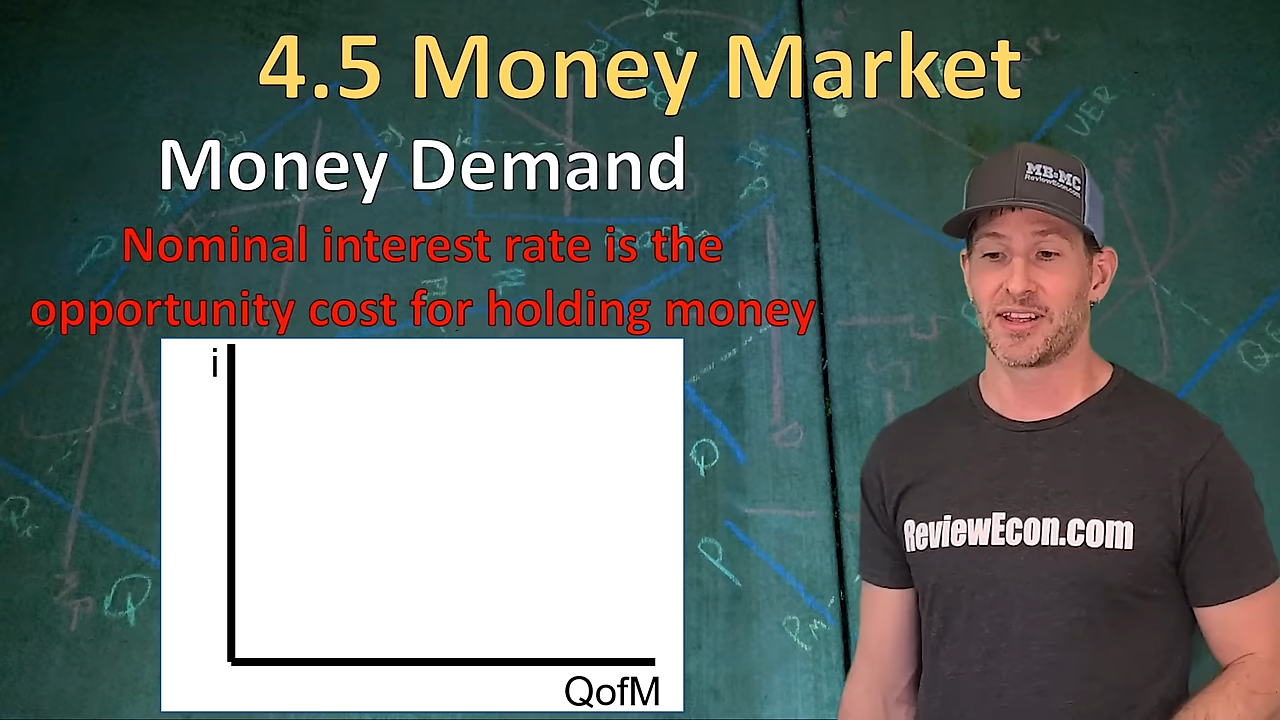 4.5 Money Market
Money Demand
Nominal interest rate is the
opportunity cost for holding money
i
QofM
MB=MC
ReviewEcon.com
ReviewEcon.com
VER
P
Q
Q
P